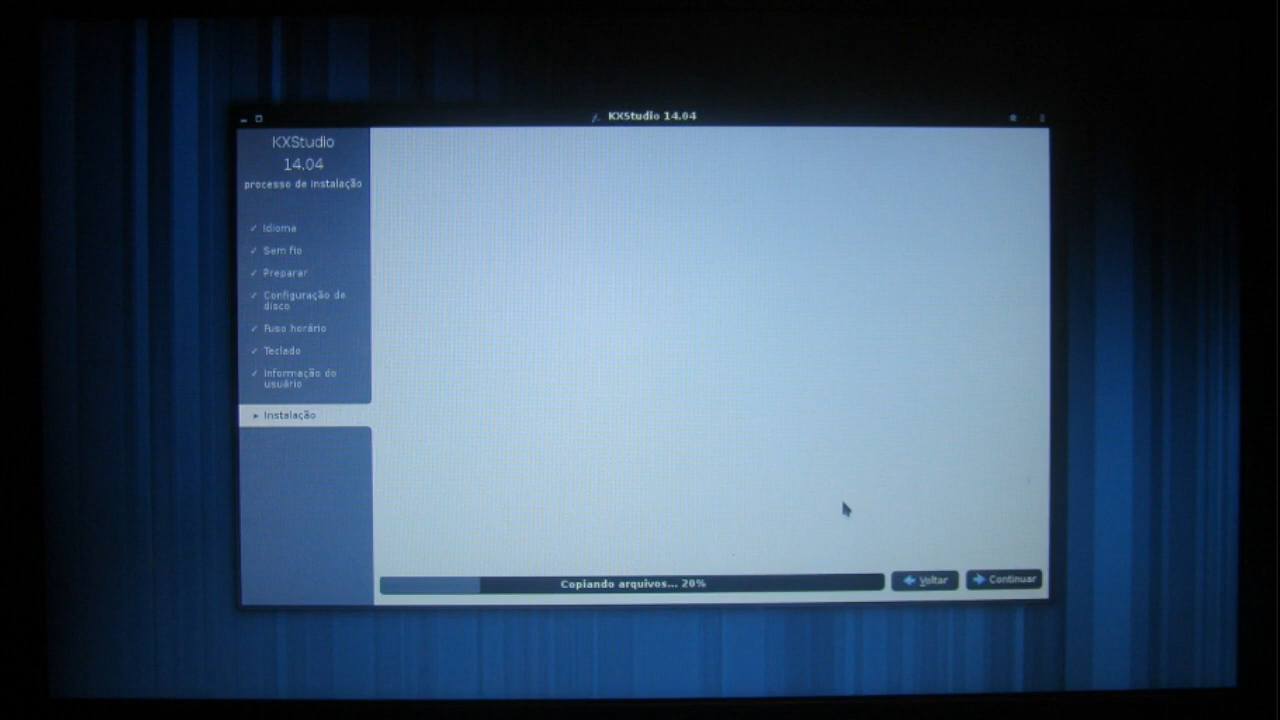 KXStudio 14.04
KXStudio
14.04
processo de instalação
✓ Idioma
✓ Sem fio
✓ Preparar
✓ Configuração de
disco
✓ Fuso horário
✓ Teclado
✓ Informação do
usuário
▸ Instalação
Copiando arquivos... 20%
Voltar
Continuar